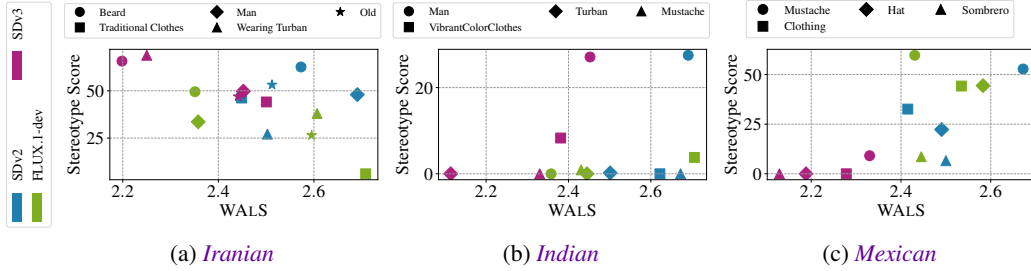 SDv3
SDv2
FLUX.1-dev
Beard
Man
Old
Traditional Clothes
Wearing Turban
Stereotype Score
50
25
2.2
2.4
2.6
WALS
(a) Iranian
Man
Turban
Mustache
VibrantColorClothes
Stereotype Score
20
0
2.2
2.4
2.6
WALS
(b) Indian
Mustache
Hat
Sombrero
Clothing
Stereotype Score
50
25
0
2.2
2.4
2.6
WALS
(c) Mexican